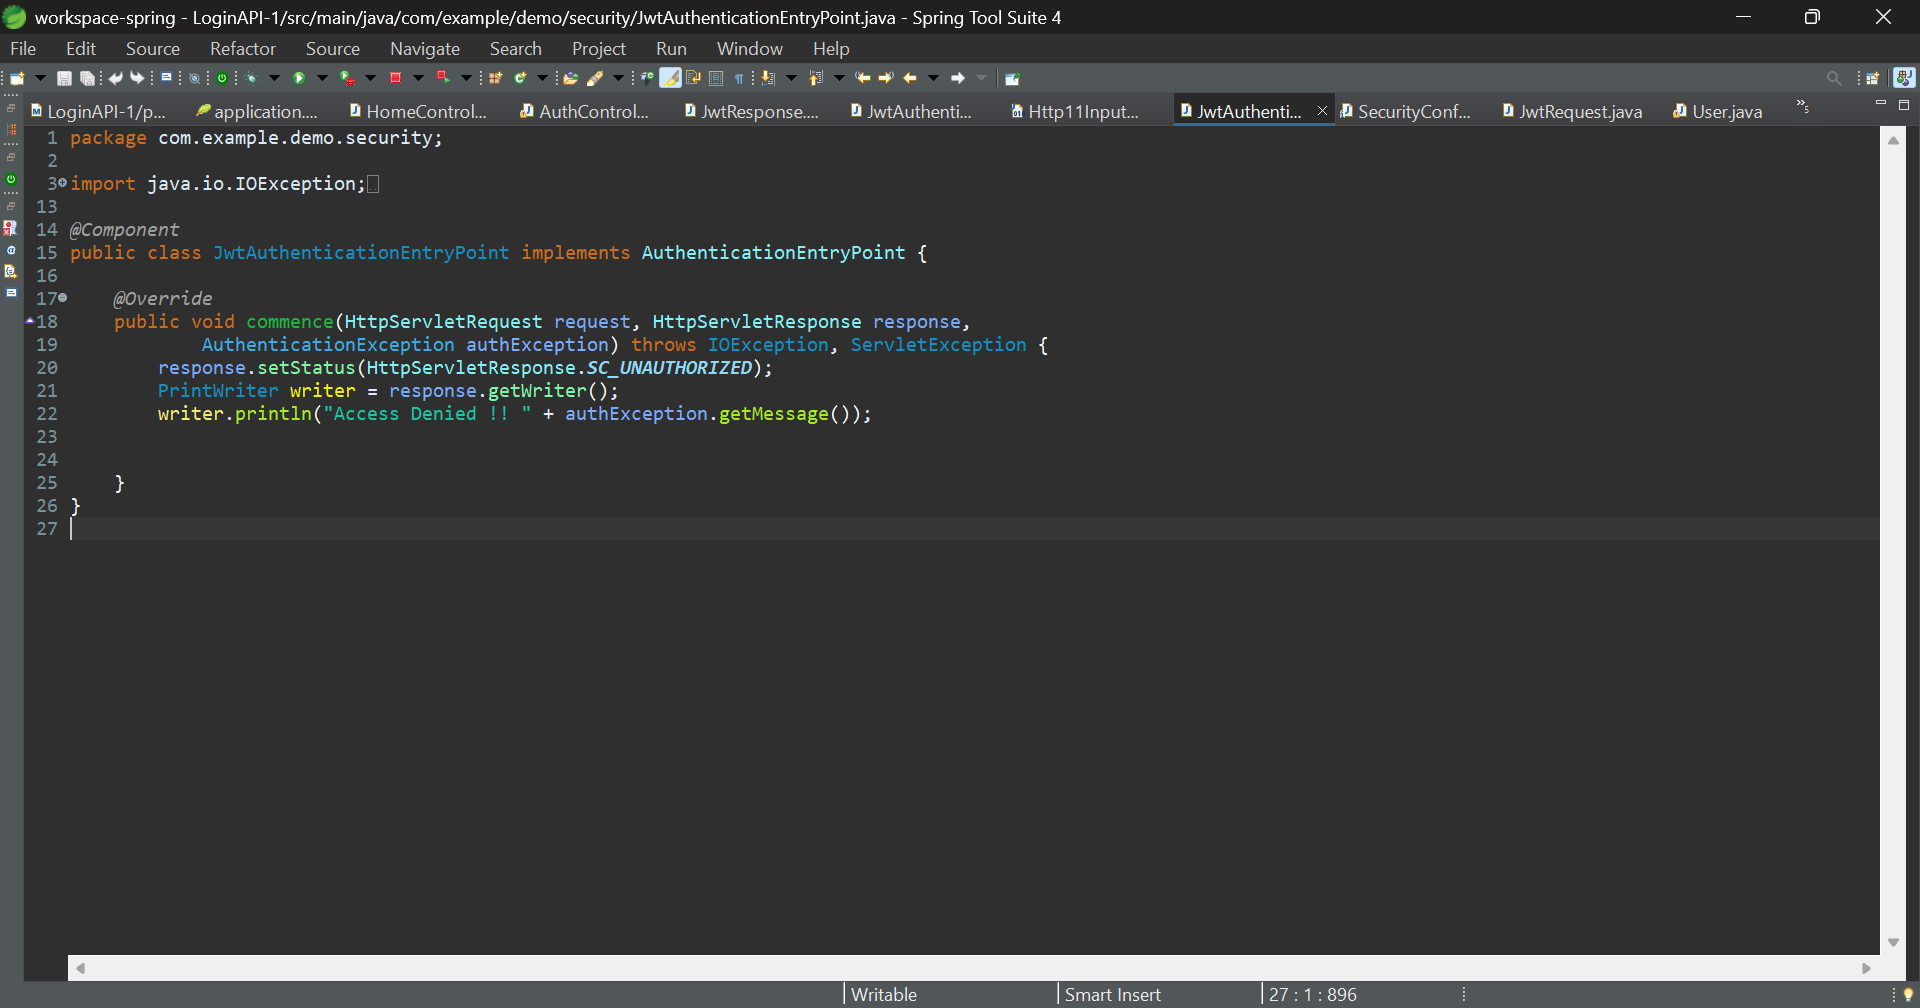 workspace-spring - LoginAPI-1/src/main/java/com/example/demo/security/JwtAuthenticationEntryPoint.java - Spring Tool Suite 4
File Edit Source Refactor Source Navigate Search Project Run Window Help
LoginAPI-1/p... application.... HomeControl... AuthControl... JwtResponse.... JwtAuthenti... Http11Input... JwtAuthenti... SecurityConf... JwtRequest.java User.java »5
1 package com.example.demo.security;
2
3 import java.io.IOException;
13
14 @Component
15 public class JwtAuthenticationEntryPoint implements AuthenticationEntryPoint {
16
17     @Override
18     public void commence(HttpServletRequest request, HttpServletResponse response,
19             AuthenticationException authException) throws IOException, ServletException {
20         response.setStatus(HttpServletResponse.SC_UNAUTHORIZED);
21         PrintWriter writer = response.getWriter();
22         writer.println("Access Denied !! " + authException.getMessage());
23
24
25     }
26 }
27
Writable Smart Insert 27 : 1 : 896